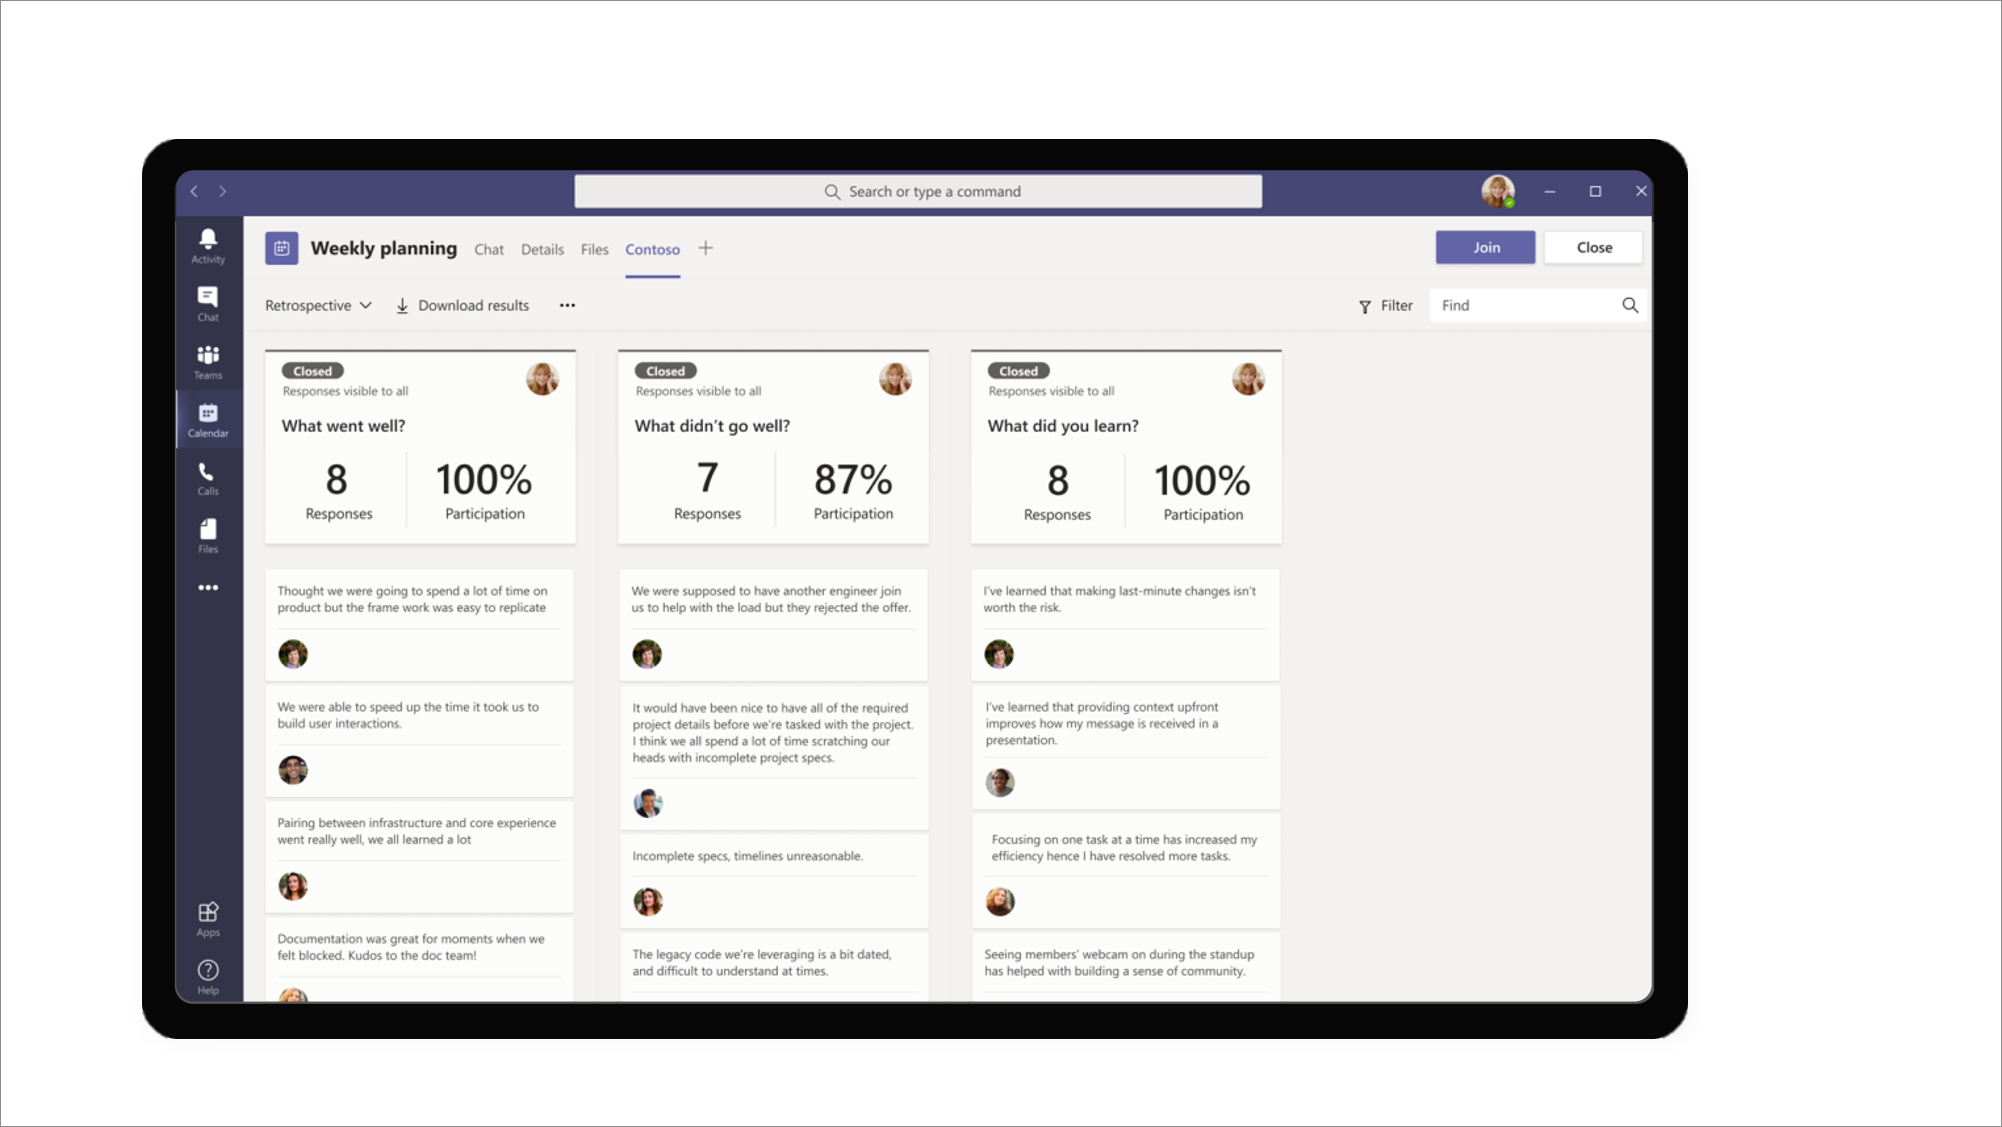 Search or type a command
Activity
Chat
Teams
Calendar
Calls
Files
Apps
Help
Weekly planning Chat Details Files Contoso
Join Close
Retrospective Download results
Filter Find
Closed
Responses visible to all
What went well?
8 100%
Responses Participation
Thought we were going to spend a lot of time on
product but the frame work was easy to replicate
We were able to speed up the time it took us to
build user interactions.
Pairing between infrastructure and core experience
went really well, we all learned a lot
Documentation was great for moments when we
felt blocked. Kudos to the doc team!
Closed
Responses visible to all
What didn't go well?
7 87%
Responses Participation
We were supposed to have another engineer join
us to help with the load but they rejected the offer.
It would have been nice to have all of the required
project details before we're tasked with the project.
I think we all spend a lot of time scratching our
heads with incomplete project specs.
Incomplete specs, timelines unreasonable.
The legacy code we're leveraging is a bit dated,
and difficult to understand at times.
Closed
Responses visible to all
What did you learn?
8 100%
Responses Participation
I've learned that making last-minute changes isn't
worth the risk.
I've learned that providing context upfront
improves how my message is received in a
presentation.
Focusing on one task at a time has increased my
efficiency hence I have resolved more tasks.
Seeing members' webcam on during the standup
has helped with building a sense of community.